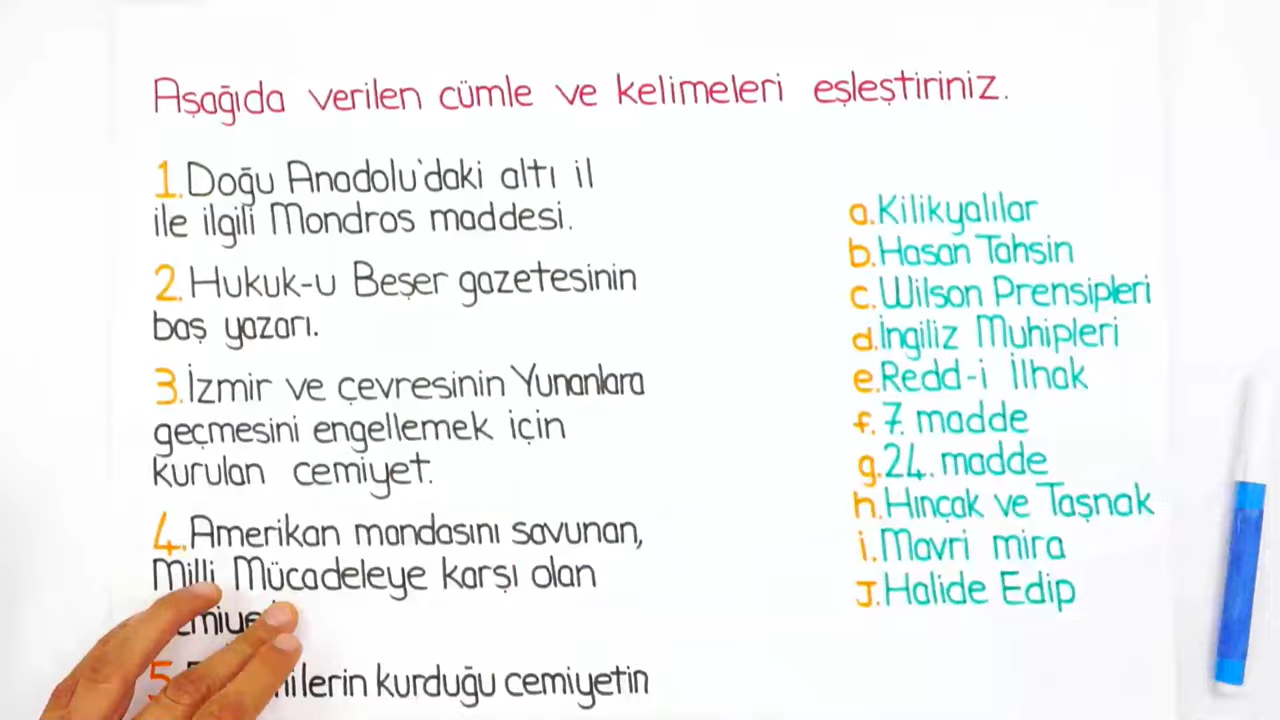 Aşağıda verilen cümle ve kelimeleri eşleştiriniz.
1. Doğu Anadolu'daki altı il
ile ilgili Mondros maddesi.
2. Hukuk-u Beşer gazetesinin
baş yazarı.
3. İzmir ve çevresinin Yunanlara
geçmesini engellemek için
kurulan cemiyet.
4. Amerikan mandasını savunan,
Milli Mücadeleye karşı olan
5. kurduğu cemiyetin
a. Kilikyalılar
b. Hasan Tahsin
c. Wilson Prensipleri
d. İngiliz Muhipleri
e. Redd-i İlhak
f. 7. madde
g. 24. madde
h. Hınçak ve Taşnak
i. Mavri mira
J. Halide Edip